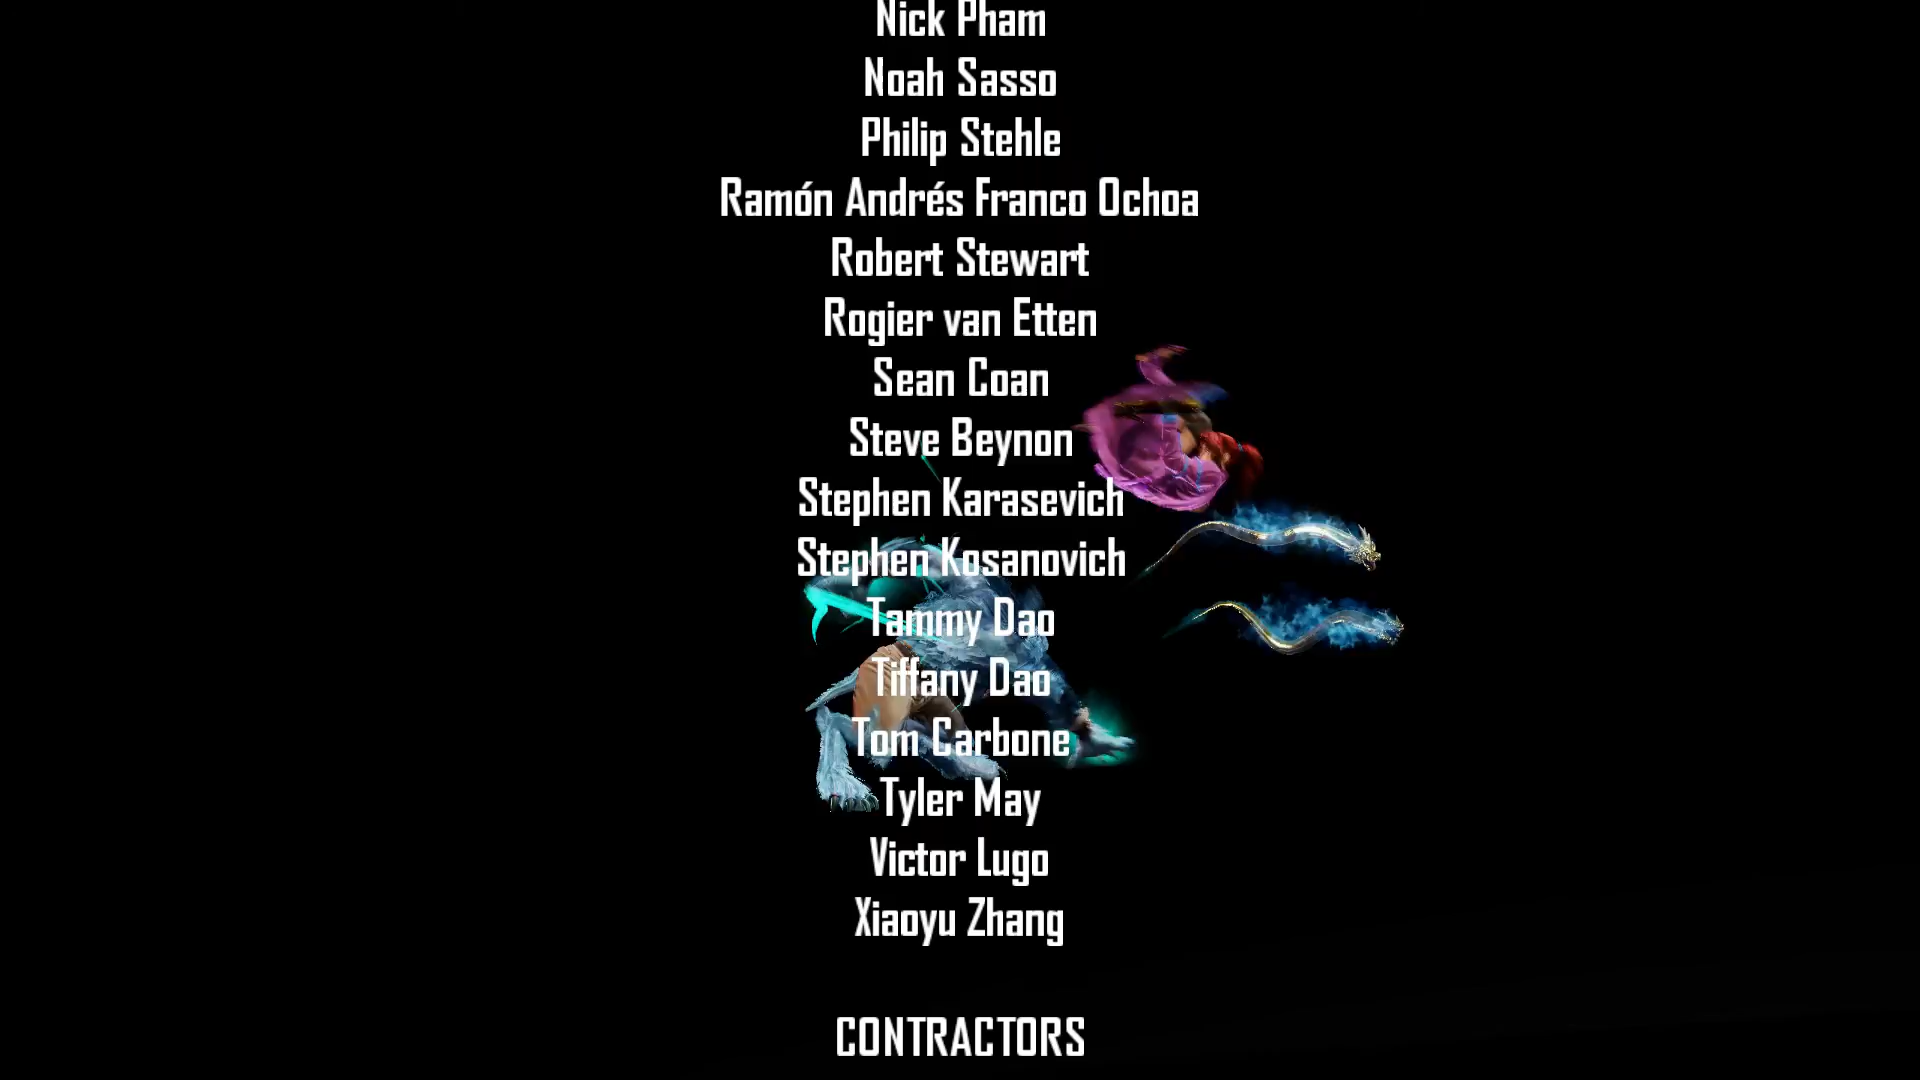 Nick Pham
Noah Sasso
Philip Stehle
Ramón Andrés Franco Ochoa
Robert Stewart
Rogier van Etten
Sean Coan
Steve Beynon
Stephen Karasevich
Stephen Kosanovich
Tammy Dao
Tiffany Dao
Tom Carbone
Tyler May
Victor Lugo
Xiaoyu Zhang
CONTRACTORS